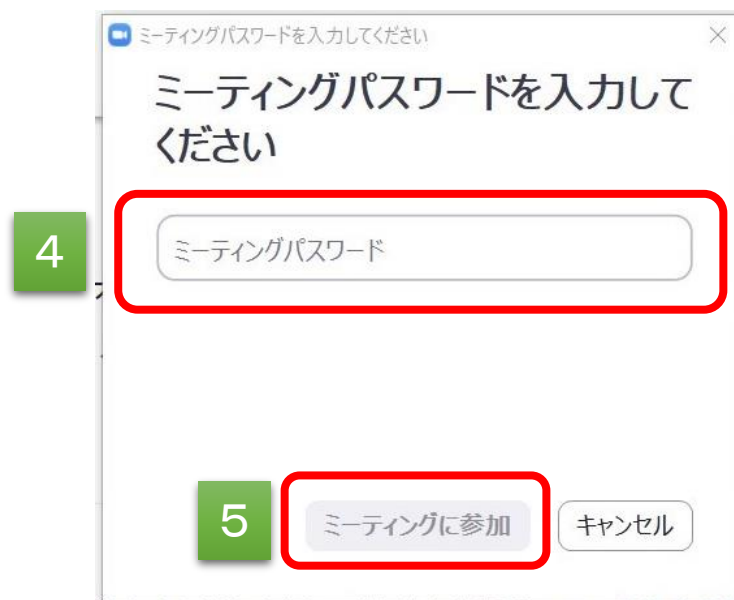 ミーティングパスワードを入力してください
ミーティングパスワードを入力して
ください
4
ミーティングパスワード
5
ミーティングに参加
キャンセル